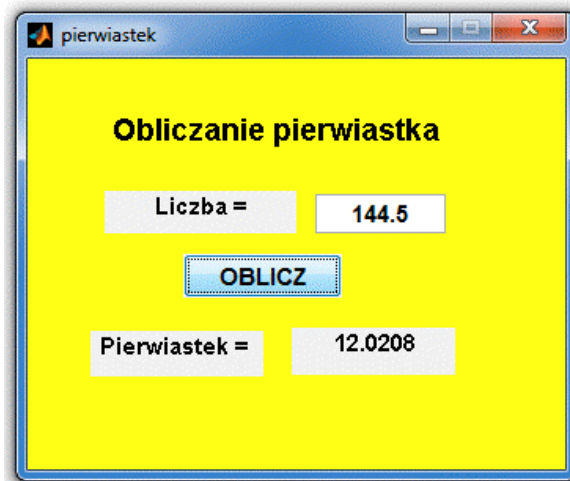 pierwiastek
Obliczanie pierwiastka
Liczba = 144.5
OBLICZ
Pierwiastek = 12.0208